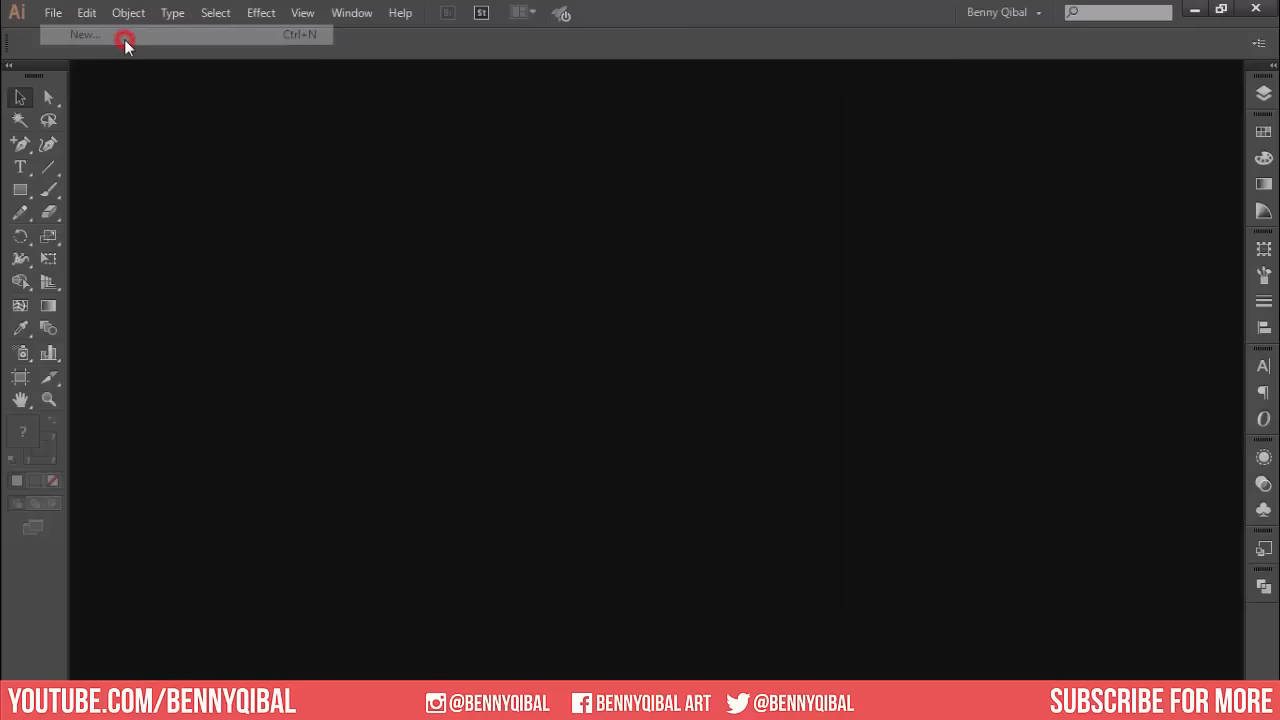 Ai File Edit Object Type Select Effect View Window Help Br St Benny Qibal
New... Ctrl+N
T
A
?
O
YOUTUBE.COM/BENNYQIBAL @BENNYQIBAL BENNYQIBAL ART @BENNYQIBAL SUBSCRIBE FOR MORE